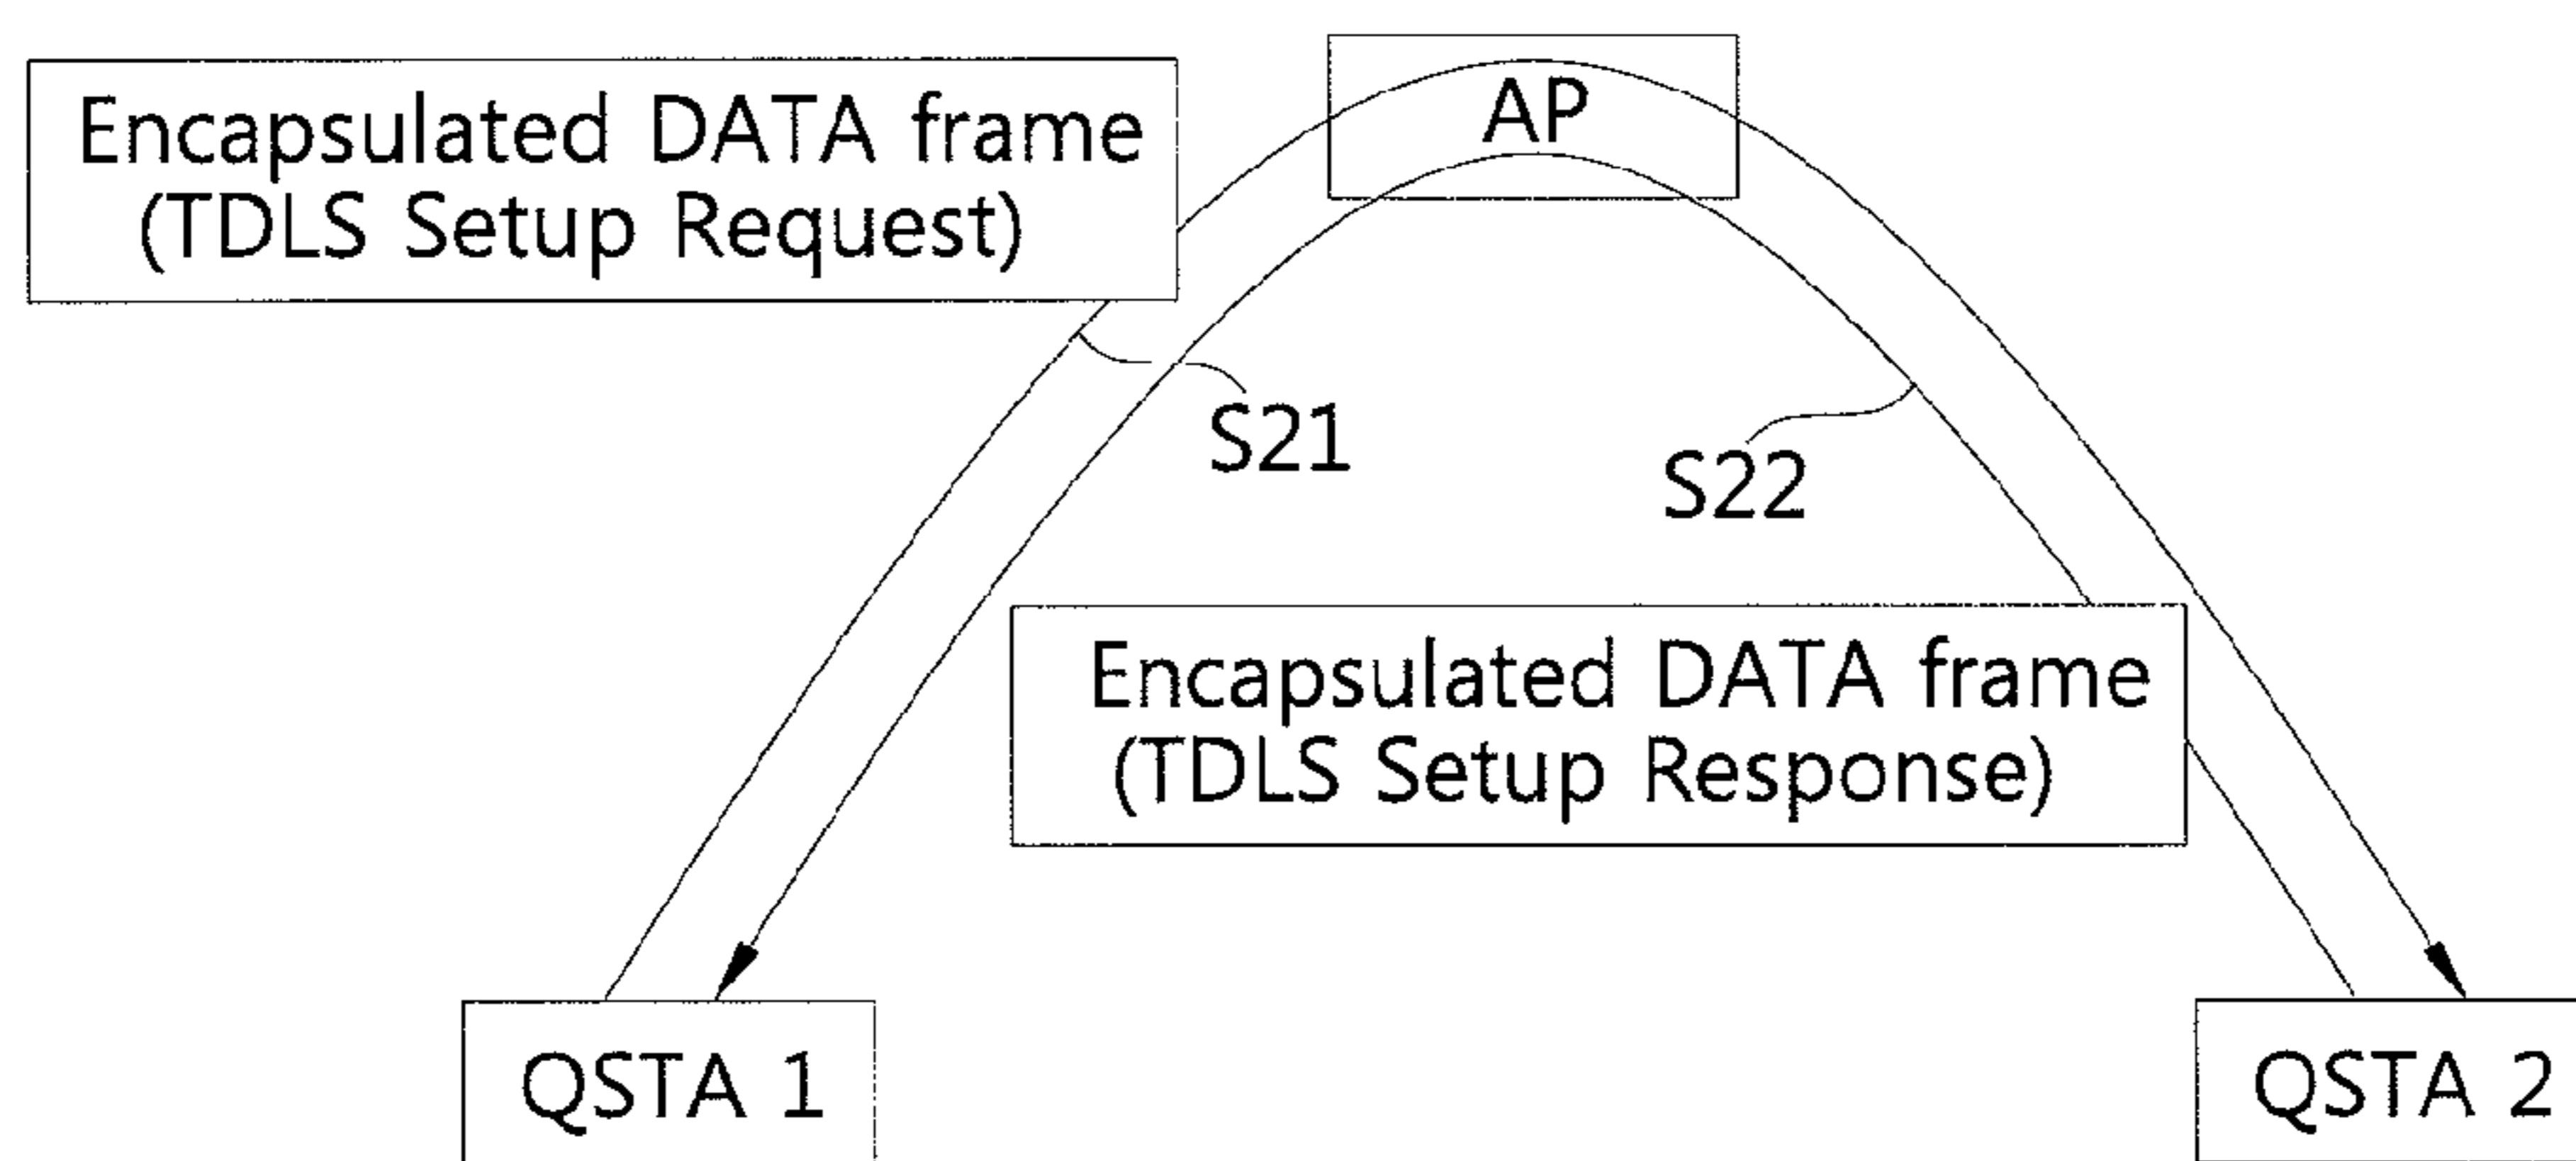 Encapsulated DATA frame
(TDLS Setup Request)
AP
S21
S22
Encapsulated DATA frame
(TDLS Setup Response)
QSTA 1
QSTA 2